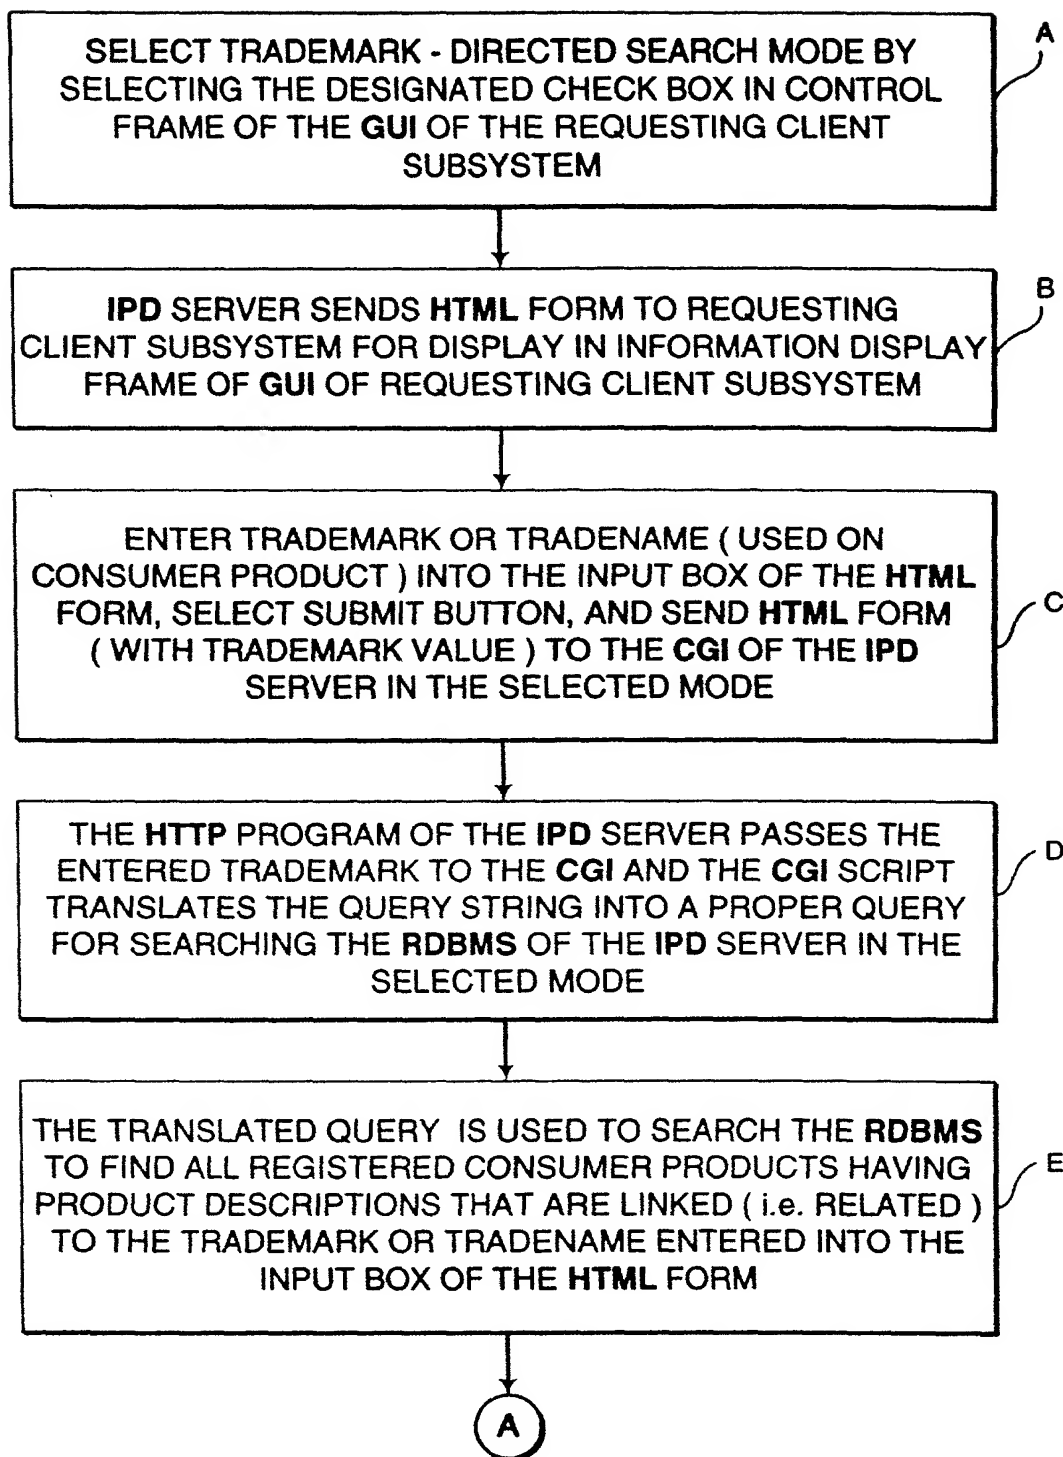 SELECT TRADEMARK - DIRECTED SEARCH MODE BY
SELECTING THE DESIGNATED CHECK BOX IN CONTROL
FRAME OF THE GUI OF THE REQUESTING CLIENT
SUBSYSTEM
A
IPD SERVER SENDS HTML FORM TO REQUESTING
CLIENT SUBSYSTEM FOR DISPLAY IN INFORMATION DISPLAY
FRAME OF GUI OF REQUESTING CLIENT SUBSYSTEM
B
ENTER TRADEMARK OR TRADENAME ( USED ON
CONSUMER PRODUCT ) INTO THE INPUT BOX OF THE HTML
FORM, SELECT SUBMIT BUTTON, AND SEND HTML FORM
( WITH TRADEMARK VALUE ) TO THE CGI OF THE IPD
SERVER IN THE SELECTED MODE
C
THE HTTP PROGRAM OF THE IPD SERVER PASSES THE
ENTERED TRADEMARK TO THE CGI AND THE CGI SCRIPT
TRANSLATES THE QUERY STRING INTO A PROPER QUERY
FOR SEARCHING THE RDBMS OF THE IPD SERVER IN THE
SELECTED MODE
D
THE TRANSLATED QUERY IS USED TO SEARCH THE RDBMS
TO FIND ALL REGISTERED CONSUMER PRODUCTS HAVING
PRODUCT DESCRIPTIONS THAT ARE LINKED ( i.e. RELATED )
TO THE TRADEMARK OR TRADENAME ENTERED INTO THE
INPUT BOX OF THE HTML FORM
E
A